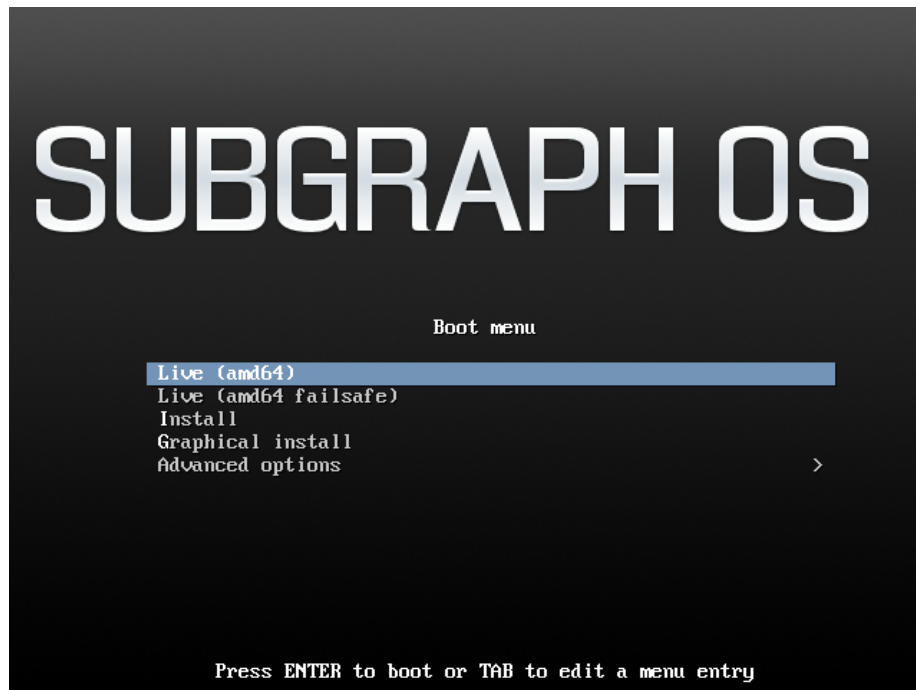 SUBGRAPH OS
Boot menu
Live (amd64)
Live (amd64 failsafe)
Install
Graphical install
Advanced options >
Press ENTER to boot or TAB to edit a menu entry